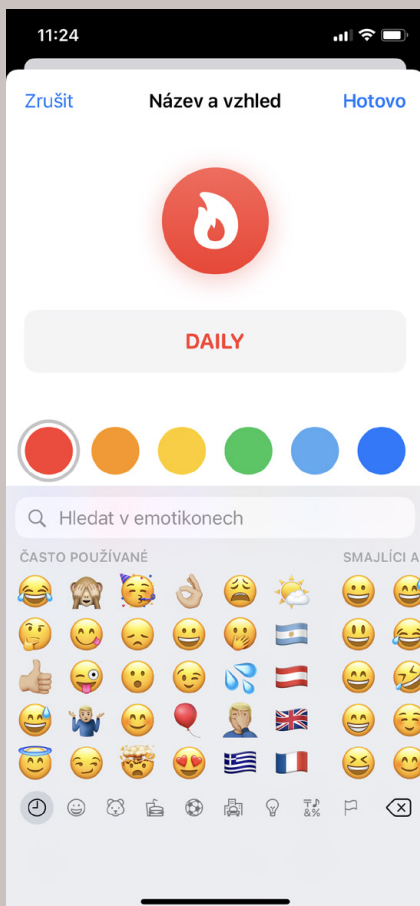 11:24
Zrušit Název a vzhled Hotovo
DAILY
Hledat v emotikonech
ČASTO POUŽÍVANÉ SMAJLÍCI A